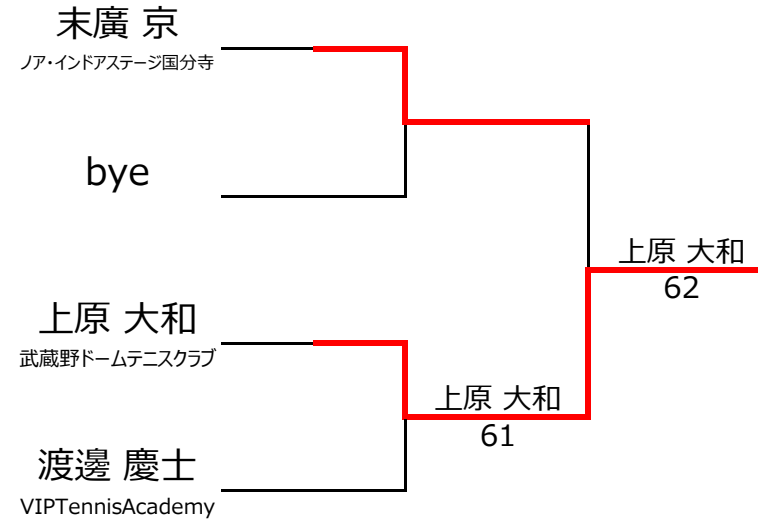 末廣 京
ノア・インドアステージ国分寺
bye
上原 大和
62
上原 大和
武蔵野ドームテニスクラブ
上原 大和
61
渡邊 慶士
VIPTennisAcademy